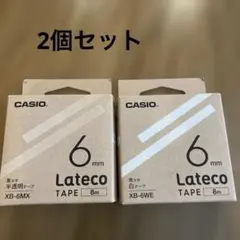 2個セット
CASIO
6
mm
黒文字
半透明テープ
XB-6MX
Lateco
TAPE 8m
CASIO
6
mm
黒文字
白テープ
XB-6WE
Lateco
TAPE 8m